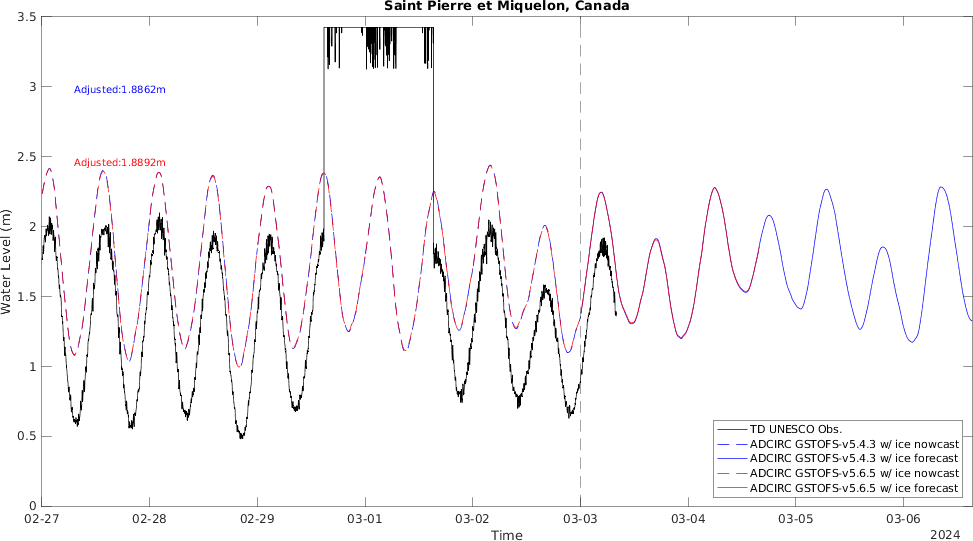 Saint Pierre et Miquelon, Canada
3.5
3
2.5
2
1.5
1
0.5
0
Water Level (m)
Adjusted:1.8862m
Adjusted:1.8892m
TD UNESCO Obs.
ADCIRC GSTOFS-v5.4.3 w/ ice nowcast
ADCIRC GSTOFS-v5.4.3 w/ ice forecast
ADCIRC GSTOFS-v5.6.5 w/ ice nowcast
ADCIRC GSTOFS-v5.6.5 w/ ice forecast
02-27 02-28 02-29 03-01 03-02 03-03 03-04 03-05 03-06
Time
2024